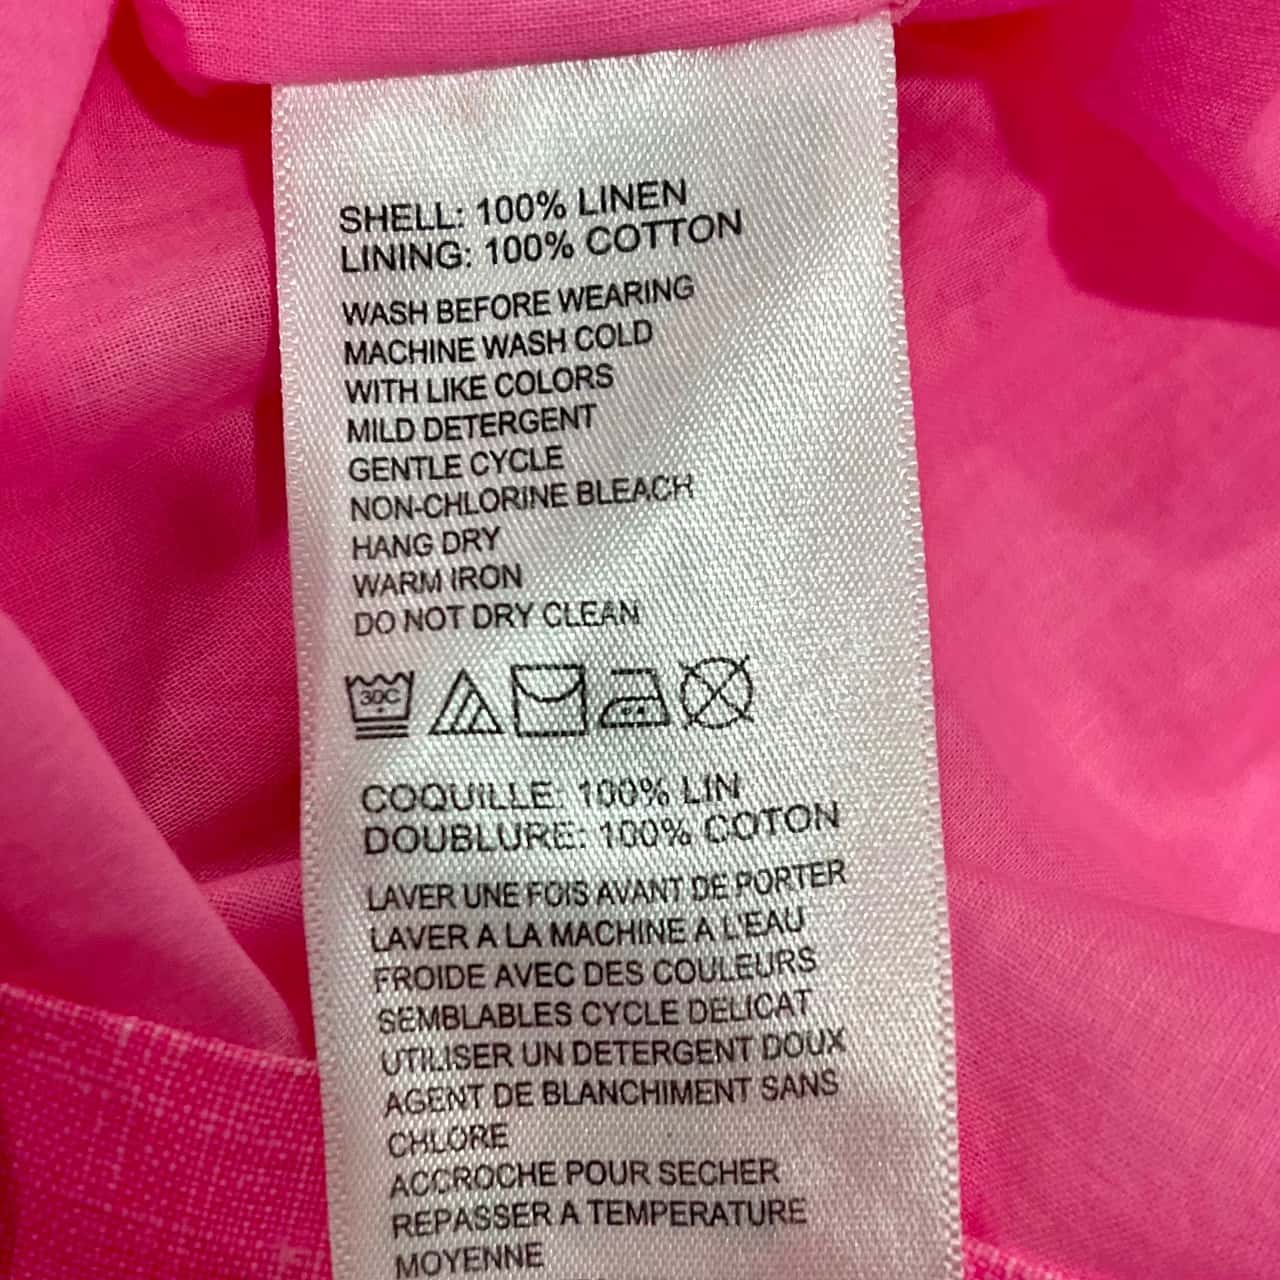 SHELL: 100% LINEN
LINING: 100% COTTON
WASH BEFORE WEARING
MACHINE WASH COLD
WITH LIKE COLORS
MILD DETERGENT
GENTLE CYCLE
NON-CHLORINE BLEACH
HANG DRY
WARM IRON
DO NOT DRY CLEAN
30C
COQUILLE: 100% LIN
DOUBLURE: 100% COTON
LAVER UNE FOIS AVANT DE PORTER
LAVER A LA MACHINE A L'EAU
FROIDE AVEC DES COULEURS
SEMBLABLES CYCLE DELICAT
UTILISER UN DETERGENT DOUX
AGENT DE BLANCHIMENT SANS
CHLORE
ACCROCHE POUR SECHER
REPASSER A TEMPERATURE
MOYENNE